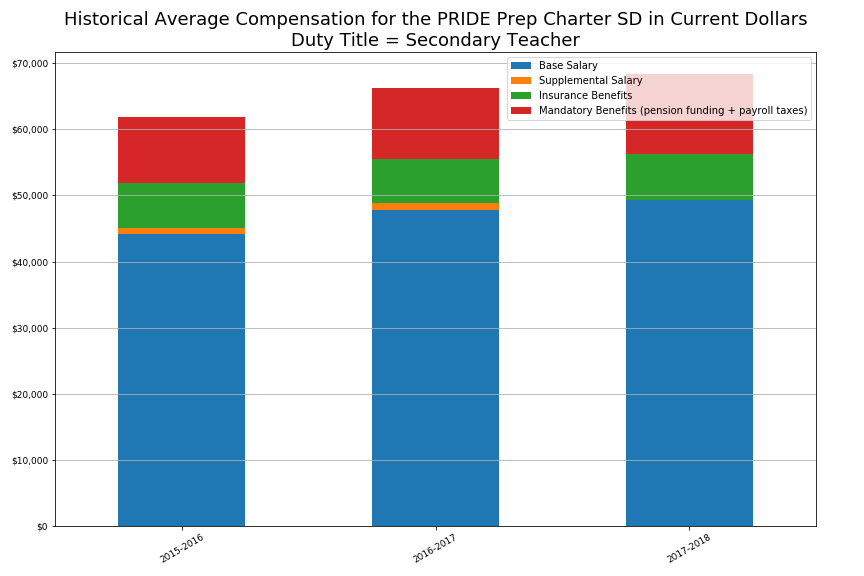 Historical Average Compensation for the PRIDE Prep Charter SD in Current Dollars
Duty Title = Secondary Teacher
$70,000
$60,000
$50,000
$40,000
$30,000
$20,000
$10,000
$0
Base Salary
Supplemental Salary
Insurance Benefits
Mandatory Benefits (pension funding + payroll taxes)
2015-2016
2016-2017
2017-2018